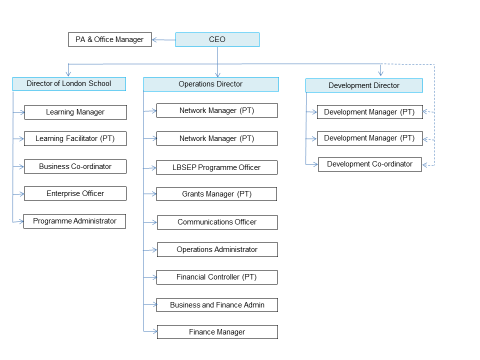 PA & Office Manager
CEO
Director of London School
Operations Director
Development Director
Learning Manager
Learning Facilitator (PT)
Business Co-ordinator
Enterprise Officer
Programme Administrator
Network Manager (PT)
Network Manager (PT)
LBSEP Programme Officer
Grants Manager (PT)
Communications Officer
Operations Administrator
Financial Controller (PT)
Business and Finance Admin
Finance Manager
Development Manager (PT)
Development Manager (PT)
Development Co-ordinator